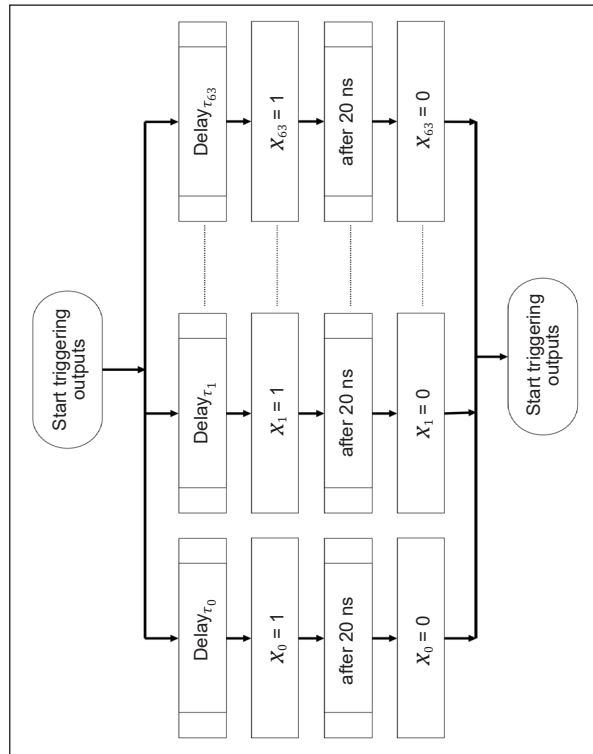 Start triggering
outputs
Delay τ₀
Delay τ₁
Delay τ₆₃
X₀ = 1
X₁ = 1
X₆₃ = 1
after 20 ns
after 20 ns
after 20 ns
X₀ = 0
X₁ = 0
X₆₃ = 0
Start triggering
outputs